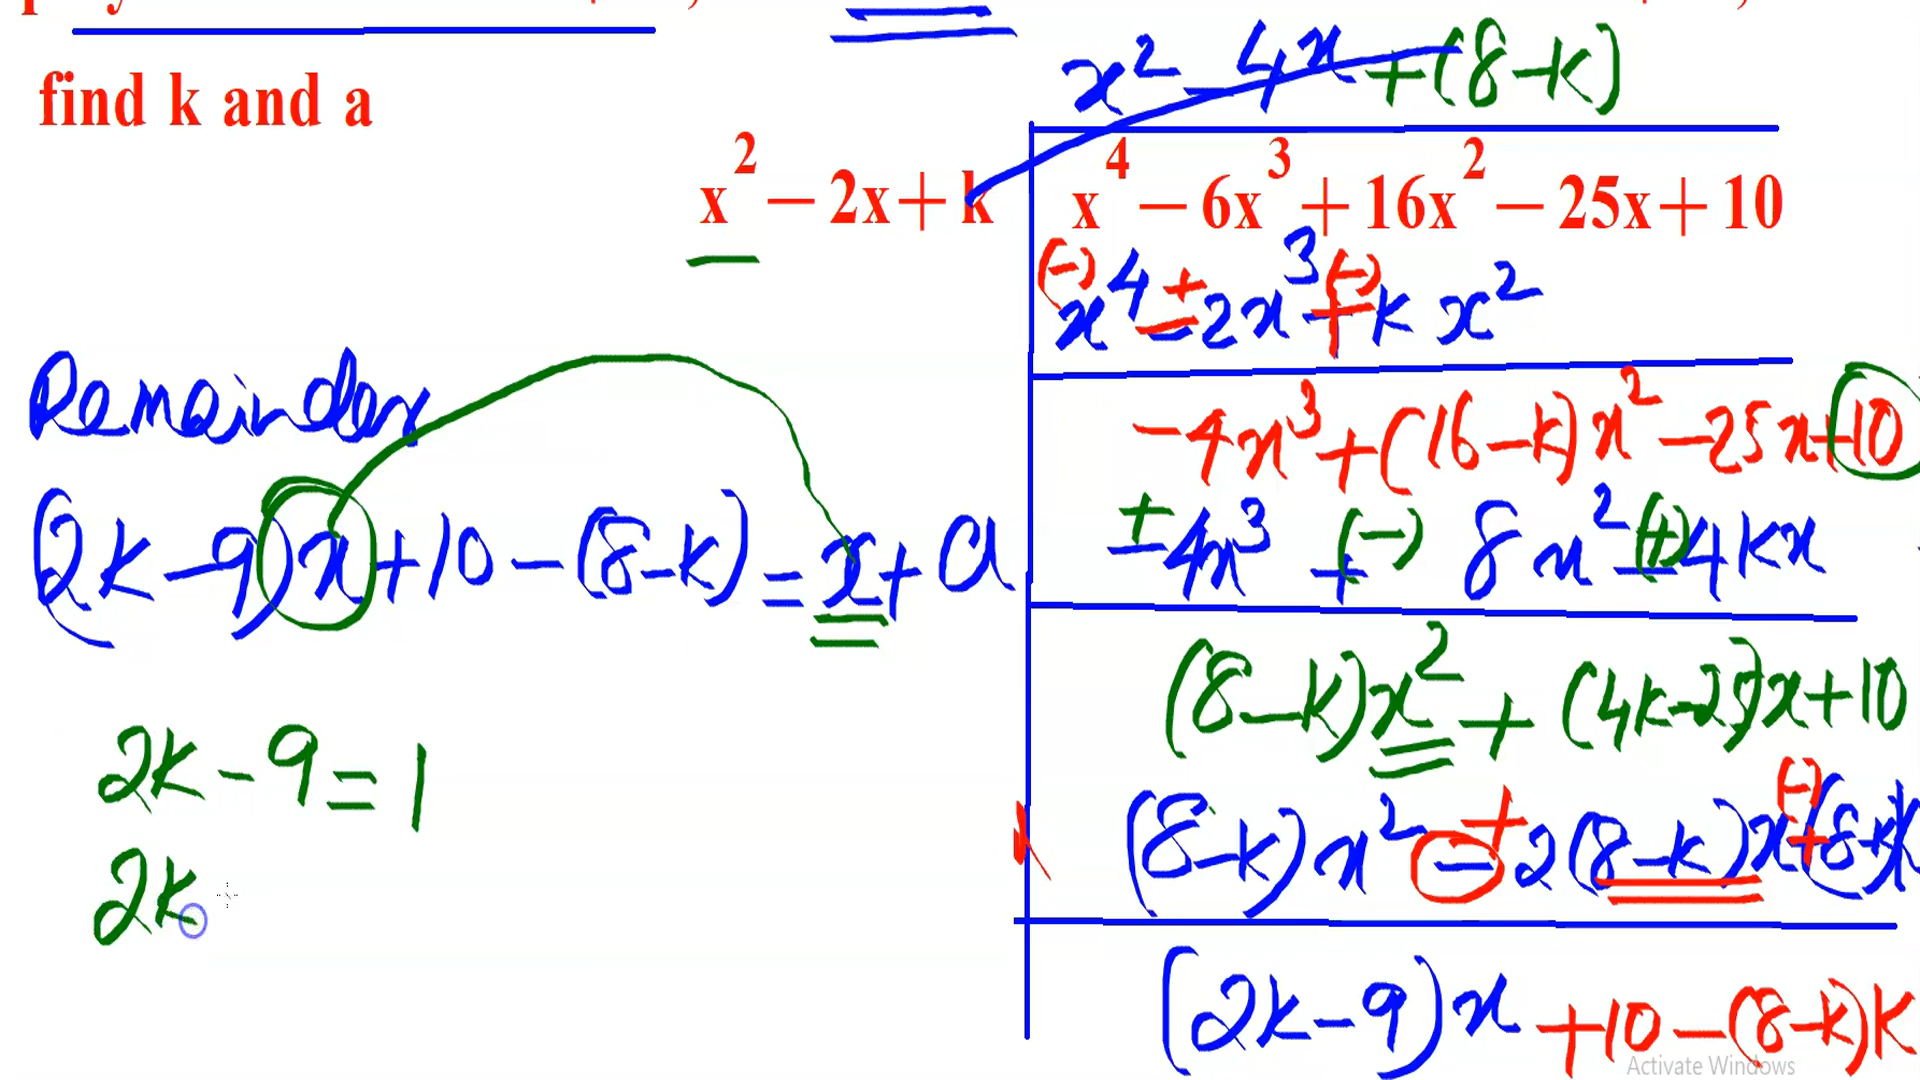 find k and a
x² - 4x + (8-k)
x² - 2x + k
x⁴ - 6x³ + 16x² - 25x + 10
(-) + (-)
x⁴ - 2x³ + kx²
Remainder
-4x³ + (16-k)x² - 25x + 10
(2k-9)x + 10 - (8-k) = x + a
+ (-) (+)
-4x³ + 8x² - 4kx
(8-k)x² + (4k-25)x + 10
2k - 9 = 1
+ (-)
(8-k)x² - 2(8-k)x + (8-k)k
2k
(2k-9)x + 10 - (8-k)k
Activate Windows